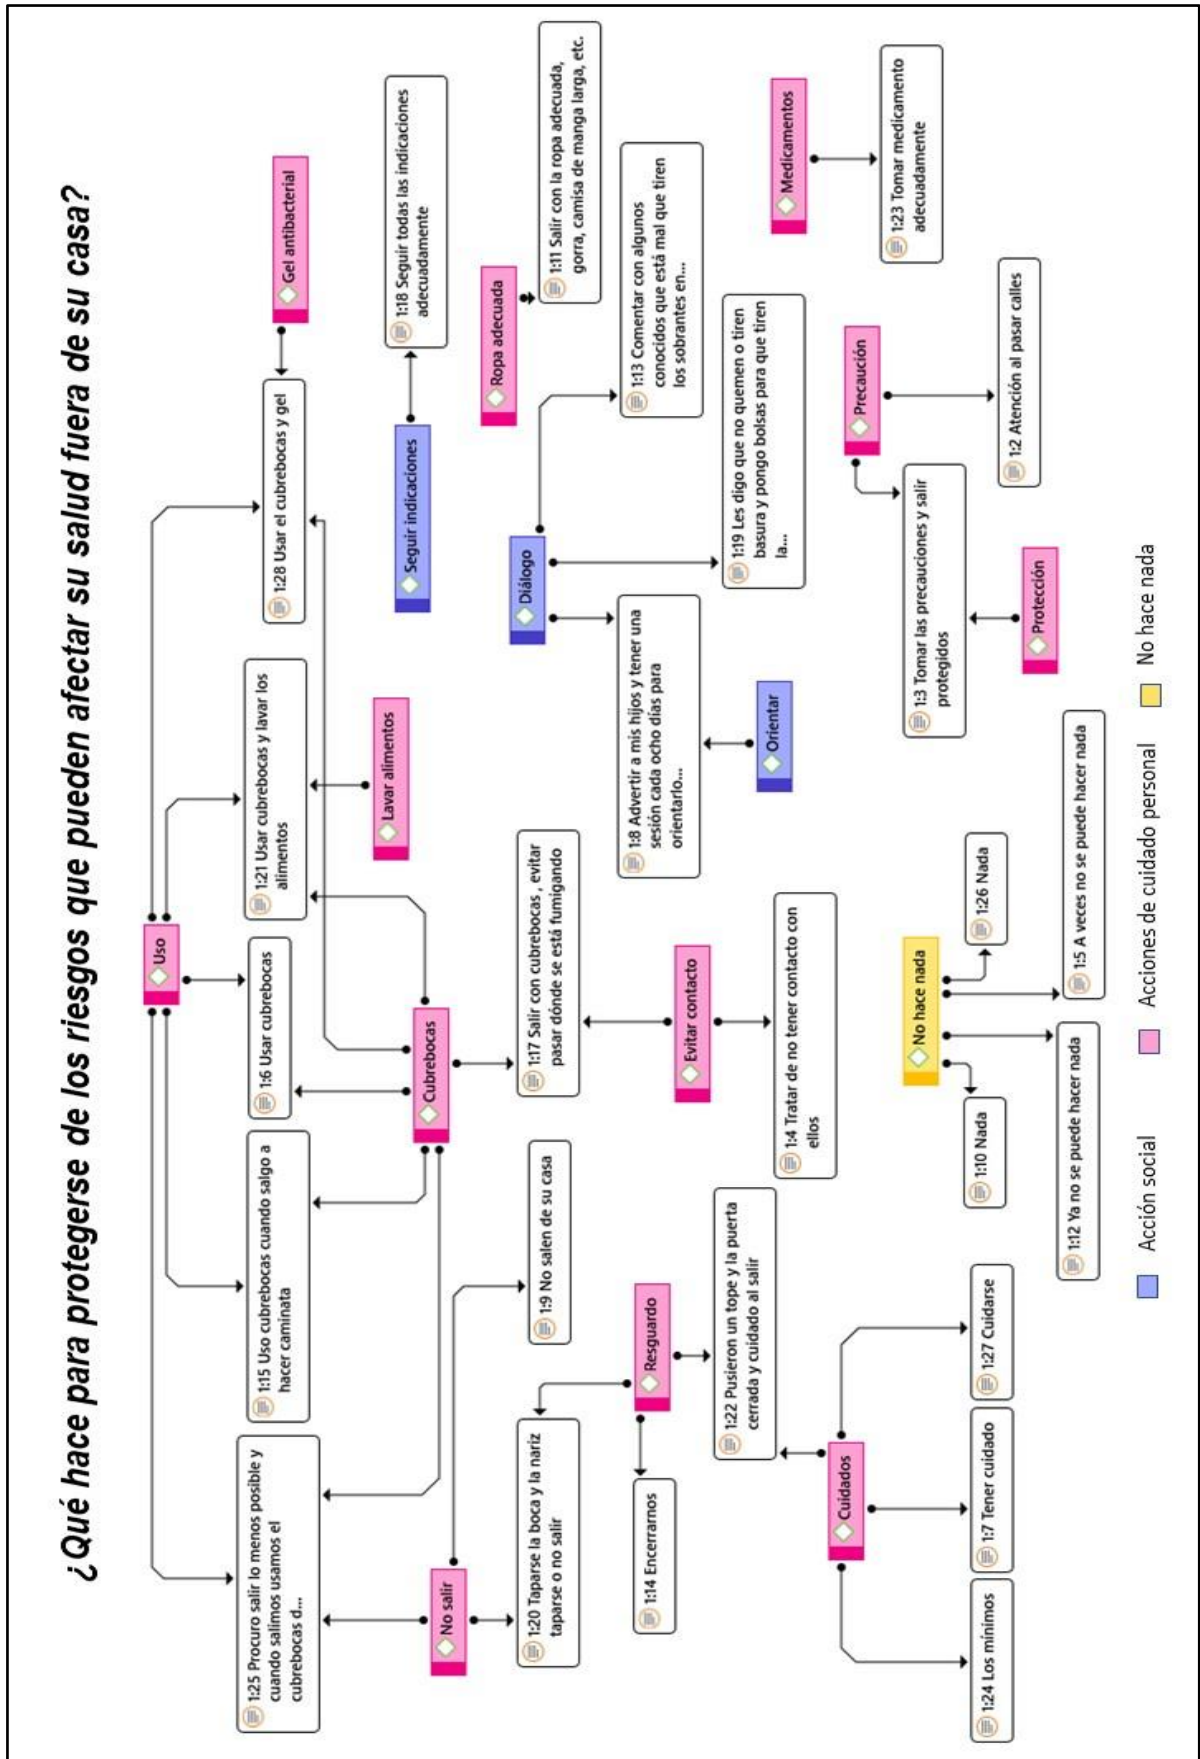 ¿Qué hace para protegerse de los riesgos que pueden afectar su salud fuera de su casa?
Uso
1:25 Procuro salir lo menos posible y
cuando salimos usamos el
cubrebocas d...
1:15 Uso cubrebocas cuando salgo a
hacer caminata
1:6 Usar cubrebocas
1:21 Usar cubrebocas y lavar los
alimentos
1:28 Usar el cubrebocas y gel
Gel antibacterial
No salir
Cubrebocas
Lavar alimentos
Seguir indicaciones
1:18 Seguir todas las indicaciones
adecuadamente
1:20 Taparse la boca y la nariz
taparse o no salir
1:9 No salen de su casa
1:17 Salir con cubrebocas , evitar
pasar dónde se está fumigando
Diálogo
Ropa adecuada
1:11 Salir con la ropa adecuada,
gorra, camisa de manga larga, etc.
1:14 Encerrarnos
Resguardo
Evitar contacto
1:8 Advertir a mis hijos y tener una
sesión cada ocho días para
orientarlo...
1:13 Comentar con algunos
conocidos que está mal que tiren
los sobrantes en...
1:22 Pusieron un tope y la puerta
cerrada y cuidado al salir
1:4 Tratar de no tener contacto con
ellos
Orientar
1:19 Les digo que no quemen o tiren
basura y pongo bolsas para que tiren
la...
Medicamentos
Cuidados
No hace nada
1:3 Tomar las precauciones y salir
protegidos
Precaución
1:23 Tomar medicamento
adecuadamente
1:24 Los mínimos
1:7 Tener cuidado
1:27 Cuidarse
1:10 Nada
1:26 Nada
Protección
1:2 Atención al pasar calles
1:12 Ya no se puede hacer nada
1:5 A veces no se puede hacer nada
Acción social
Acciones de cuidado personal
No hace nada